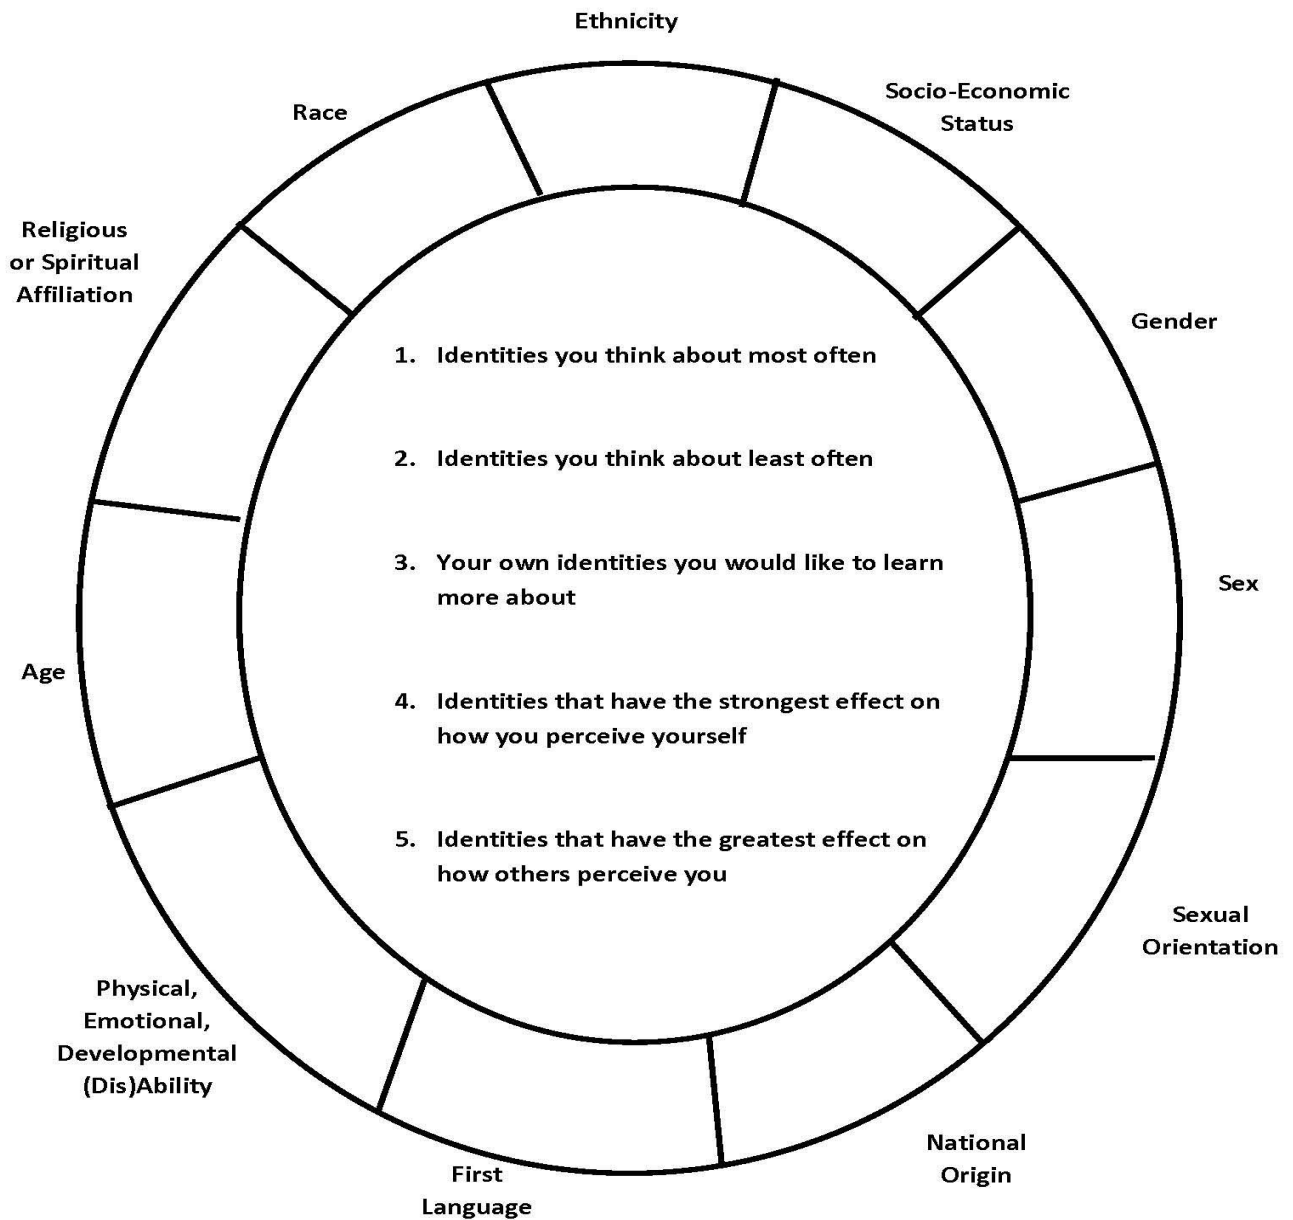 Ethnicity
Socio-Economic
Status
Race
Religious
or Spiritual
Affiliation
Gender
1. Identities you think about most often
2. Identities you think about least often
3. Your own identities you would like to learn
more about
Sex
Age
4. Identities that have the strongest effect on
how you perceive yourself
5. Identities that have the greatest effect on
how others perceive you
Sexual
Orientation
Physical,
Emotional,
Developmental
(Dis)Ability
National
Origin
First
Language